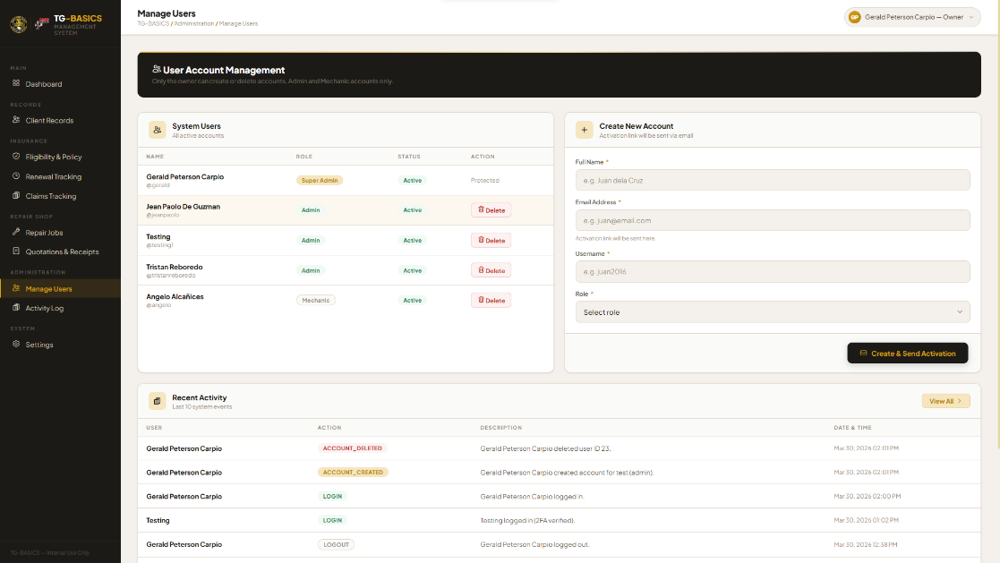 TG-BASICS
MANAGEMENT
SYSTEM
MAIN
Dashboard
RECORDS
Client Records
INSURANCE
Eligibility & Policy
Renewal Tracking
Claims Tracking
REPAIR SHOP
Repair Jobs
Quotations & Receipts
ADMINISTRATION
Manage Users
Activity Log
SYSTEM
Settings
TG-BASICS — Internal Use Only
Manage Users
TG-BASICS / Administration / Manage Users
GP Gerald Peterson Carpio — Owner
User Account Management
Only the owner can create or delete accounts. Admin and Mechanic accounts only.
System Users
All active accounts
NAME ROLE STATUS ACTION
Gerald Peterson Carpio
@gerald
Super Admin Active Protected
Jean Paolo De Guzman
@jeanpaolo
Admin Active Delete
Testing
@testing1
Admin Active Delete
Tristan Reboredo
@tristanreboredo
Admin Active Delete
Angelo Alcañices
@angelo
Mechanic Active Delete
Create New Account
Activation link will be sent via email
Full Name *
e.g. Juan dela Cruz
Email Address *
e.g. juan@email.com
Activation link will be sent here.
Username *
e.g. juan2016
Role *
Select role
Create & Send Activation
Recent Activity
Last 10 system events
View All
USER ACTION DESCRIPTION DATE & TIME
Gerald Peterson Carpio ACCOUNT_DELETED Gerald Peterson Carpio deleted user ID 23. Mar 30, 2026 02:01 PM
Gerald Peterson Carpio ACCOUNT_CREATED Gerald Peterson Carpio created account for test (admin). Mar 30, 2026 02:01 PM
Gerald Peterson Carpio LOGIN Gerald Peterson Carpio logged in. Mar 30, 2026 02:00 PM
Testing LOGIN Testing logged in (2FA verified). Mar 30, 2026 01:02 PM
Gerald Peterson Carpio LOGOUT Gerald Peterson Carpio logged out. Mar 30, 2026 12:38 PM